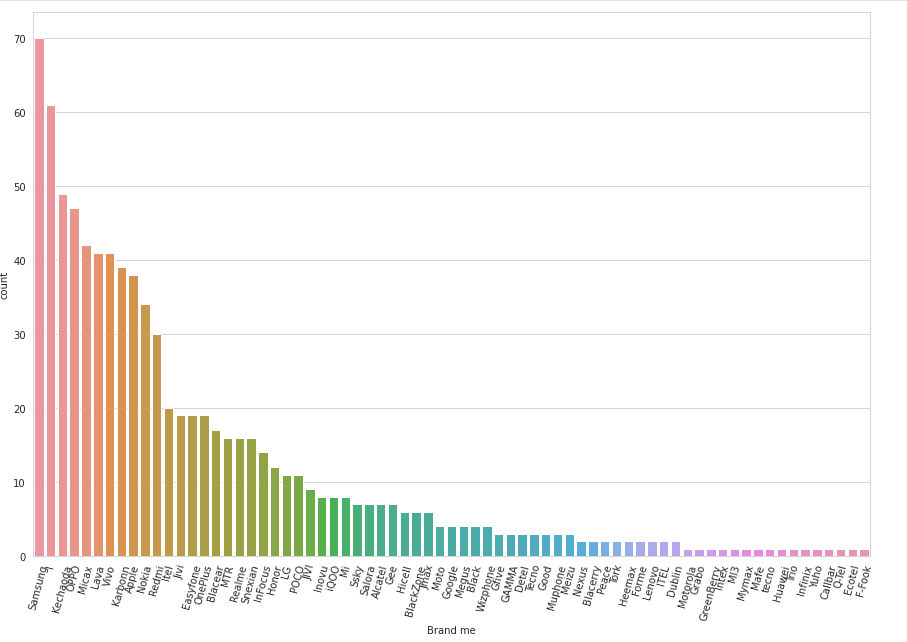 70
60
50
40
30
20
10
0
count
Samsung
I
Kechaoda
OPPO
Micax
Lava
Vivo
Karbonn
Apple
Nokia
Redmi
Itel
Jivi
Easyfone
OnePlus
Blacear
MTR
Realme
Snexian
InFocus
Honor
LG
POCO
JIVI
Inovu
iQOO
Mi
Ssky
Salora
Alcatel
Gee
Hicell
BlackZone
Jmax
Moto
Google
Megus
Black
Wizphone
Gfive
GAMMA
Detel
Tecno
Good
Muphone
Meizu
Nexus
Blacerry
Peace
Tork
Heemax
Forme
Lenovo
iTEL
Dublin
Motorola
Grabo
GreenBerry
Intex
MI3
Mymax
Mafe
tecno
Huawei
Trio
Infinix
Yuho
Callbar
Q-Tel
Ecotel
F-Fook
Brand me